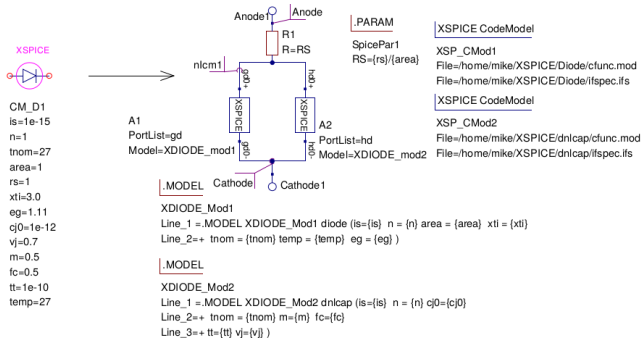 Anode1
Anode
R1
R=RS
.PARAM
SpicePar1
RS={rs}/{area}
XSPICE CodeModel
XSP_CMod1
File=/home/mike/XSPICE/Diode/cfunc.mod
File=/home/mike/XSPICE/Diode/ifspec.ifs
XSPICE CodeModel
XSP_CMod2
File=/home/mike/XSPICE/dnlcap/cfunc.mod
File=/home/mike/XSPICE/dnlcap/ifspec.ifs
XSPICE
CM_D1
is=1e-15
n=1
tnom=27
area=1
rs=1
xti=3.0
eg=1.11
cj0=1e-12
vj=0.7
m=0.5
fc=0.5
tt=1e-10
temp=27
nlcm1
gd0+
hd0+
XSPICE
XSPICE
gd0-
hd0-
A1
PortList=gd
Model=XDIODE_mod1
A2
PortList=hd
Model=XDIODE_mod2
Cathode
Cathode1
.MODEL
XDIODE_Mod1
Line_1 =.MODEL XDIODE_Mod1 diode (is={is} n = {n} area = {area} xti = {xti}
Line_2=+ tnom = {tnom} temp = {temp} eg = {eg} )
.MODEL
XDIODE_Mod2
Line_1 =.MODEL XDIODE_Mod2 dnlcap (is={is} n = {n} cj0={cj0}
Line_2=+ tnom = {tnom} m={m} fc={fc}
Line_3=+ tt={tt} vj={vj} )